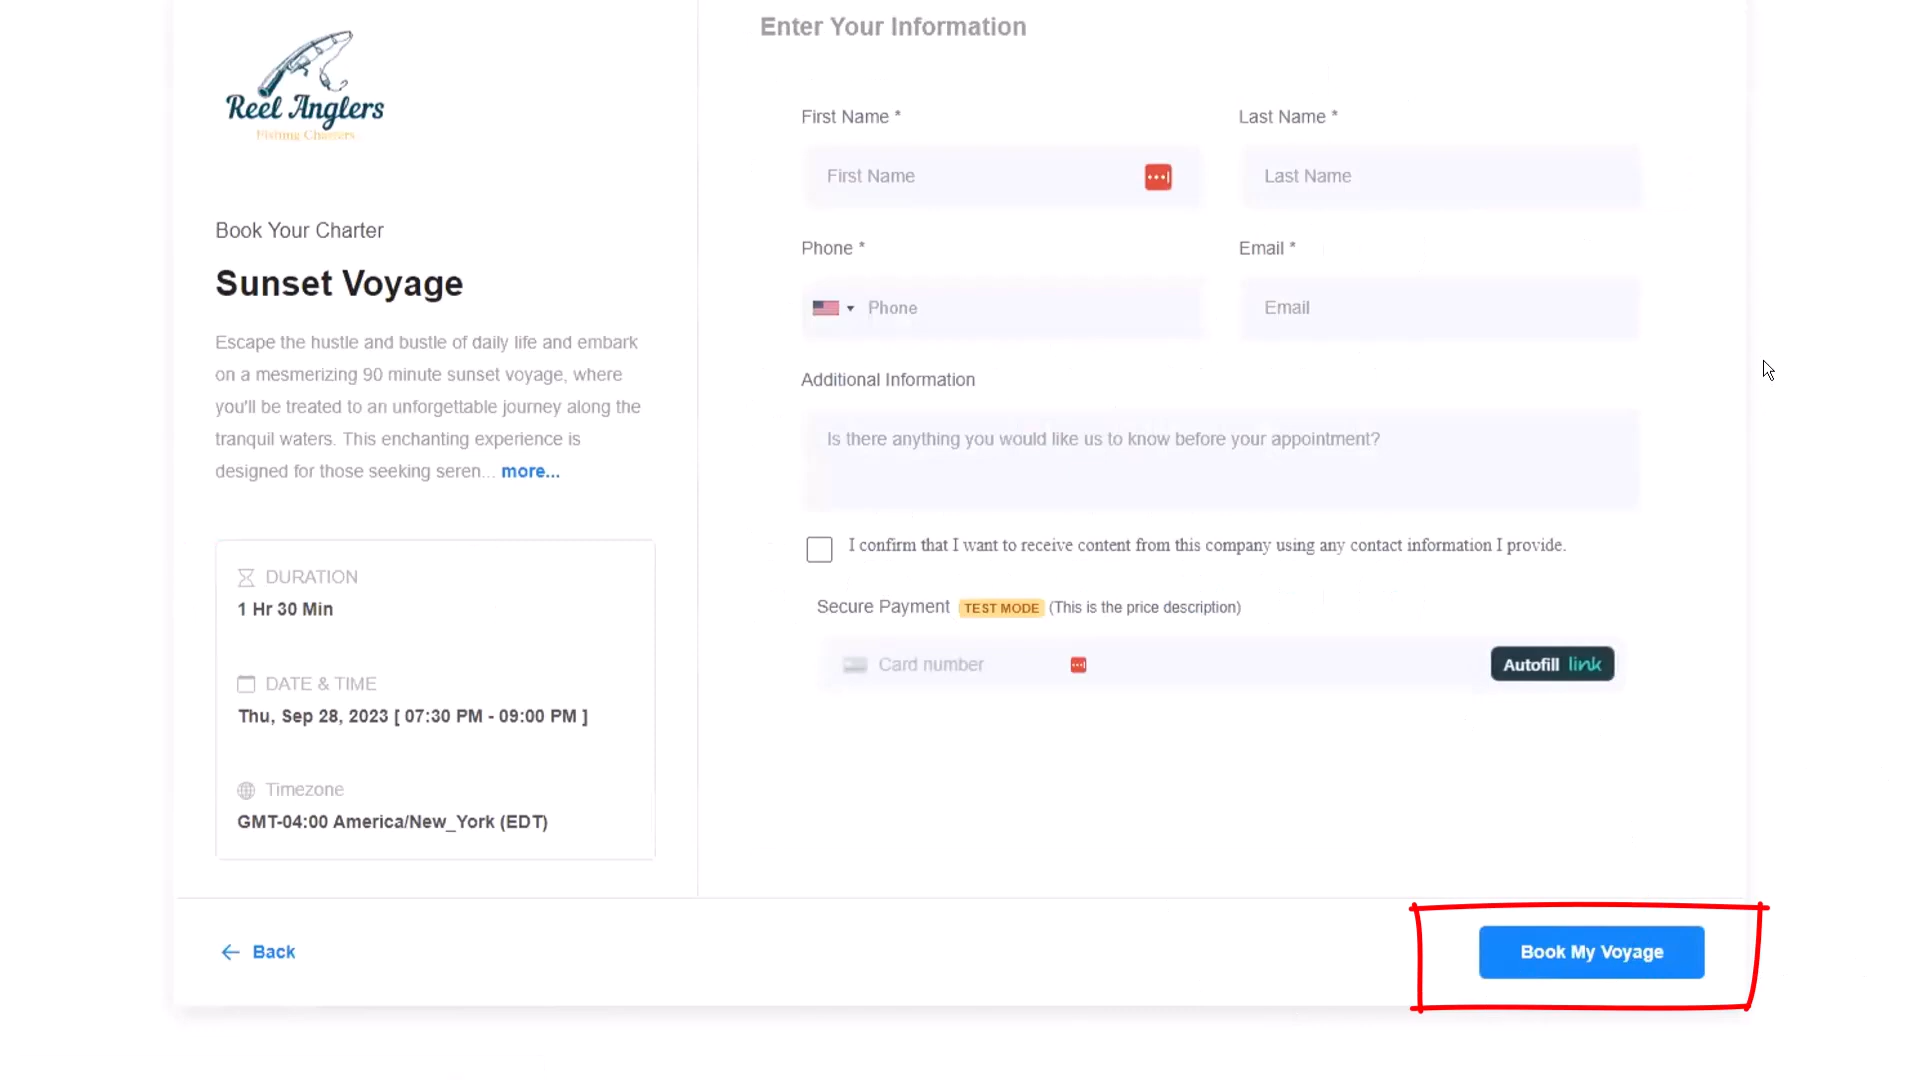 Reel Anglers
Fishing Charters
Book Your Charter
Sunset Voyage
Escape the hustle and bustle of daily life and embark
on a mesmerizing 90 minute sunset voyage, where
you'll be treated to an unforgettable journey along the
tranquil waters. This enchanting experience is
designed for those seeking seren... more...
DURATION
1 Hr 30 Min
DATE & TIME
Thu, Sep 28, 2023 [ 07:30 PM - 09:00 PM ]
Timezone
GMT-04:00 America/New_York (EDT)
Enter Your Information
First Name *
Last Name *
First Name
Last Name
Phone *
Email *
Phone
Email
Additional Information
Is there anything you would like us to know before your appointment?
I confirm that I want to receive content from this company using any contact information I provide.
Secure Payment TEST MODE (This is the price description)
Card number
Autofill link
Back
Book My Voyage